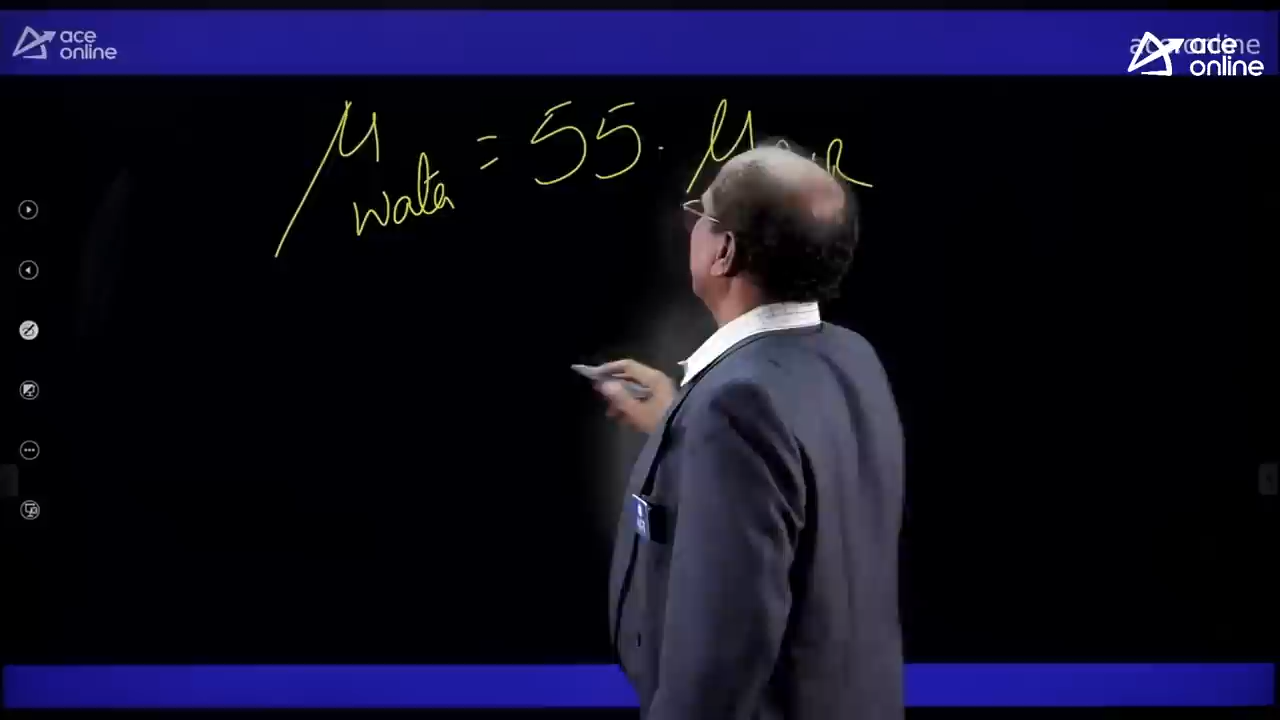 ace
online
ace
online
μ water = 55 · μ